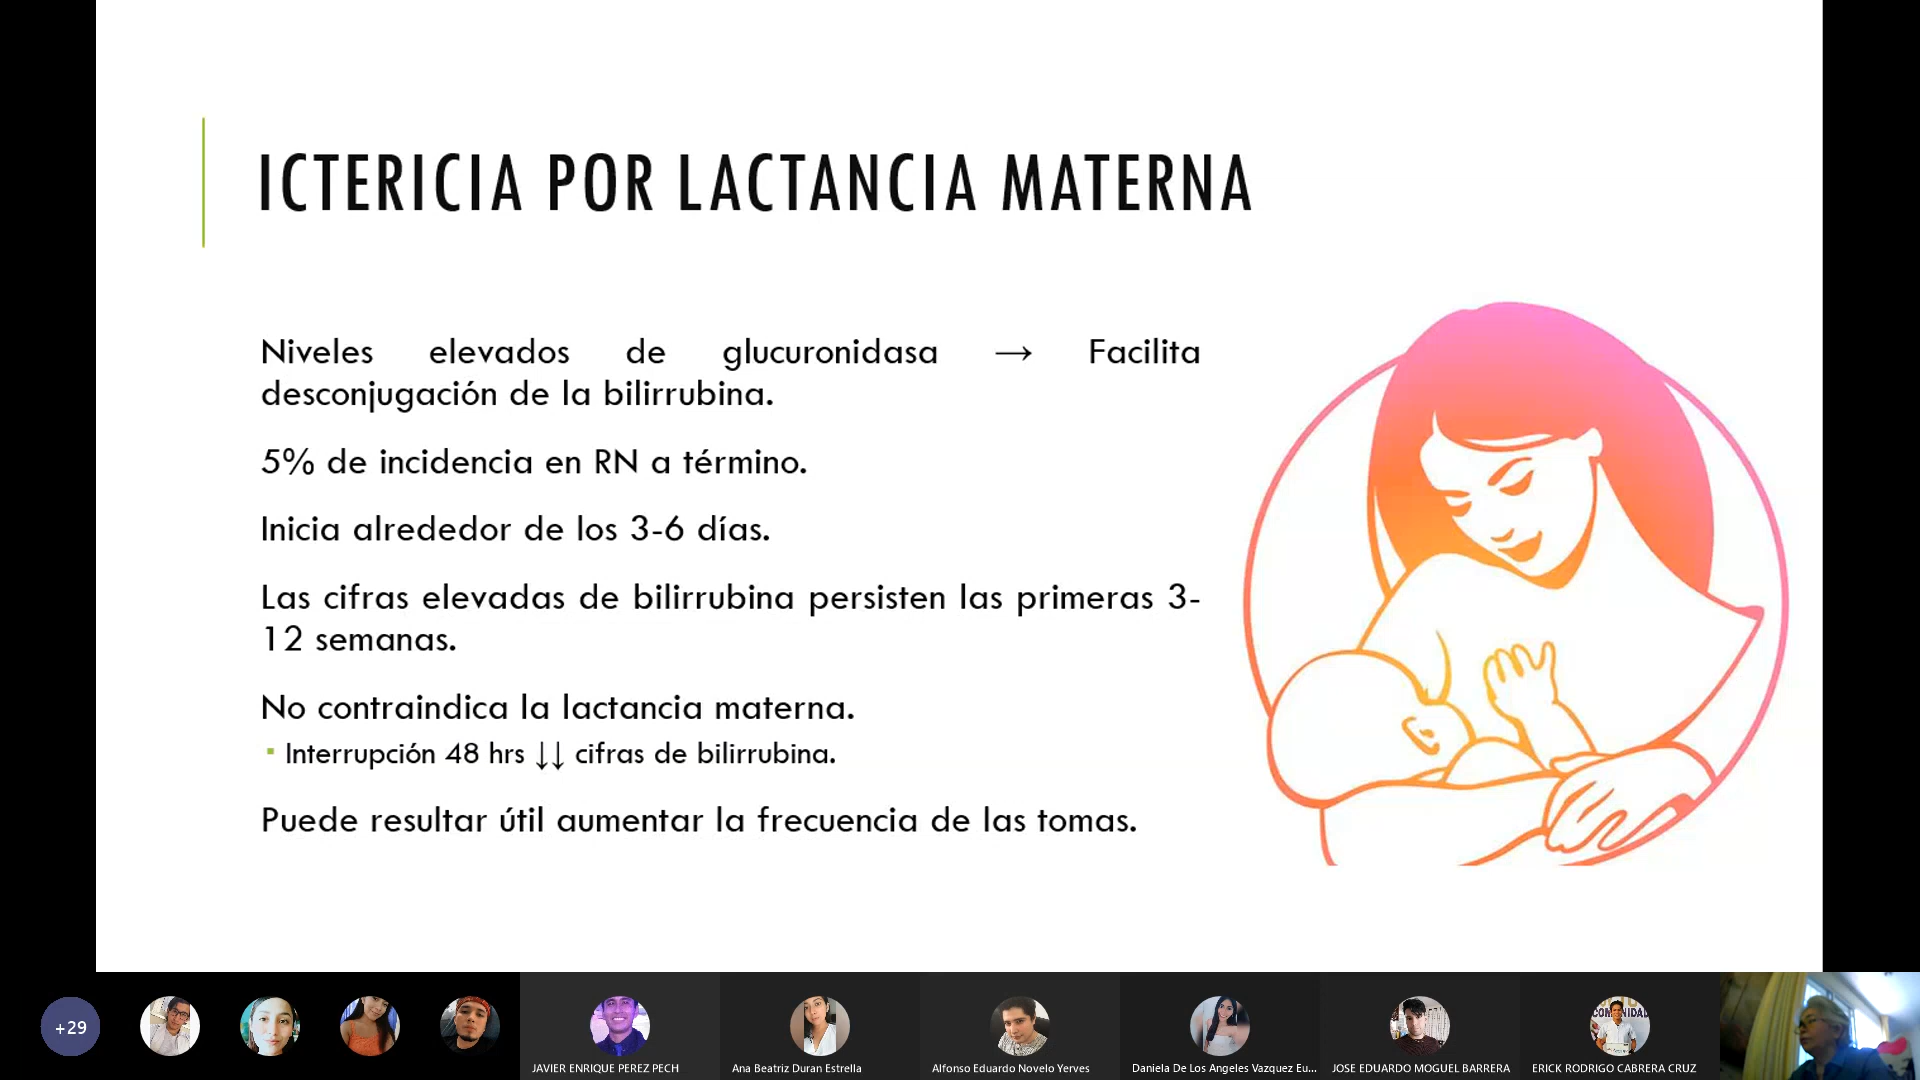 ICTERICIA POR LACTANCIA MATERNA
Niveles elevados de glucuronidasa → Facilita
desconjugación de la bilirrubina.
5% de incidencia en RN a término.
Inicia alrededor de los 3-6 días.
Las cifras elevadas de bilirrubina persisten las primeras 3-
12 semanas.
No contraindica la lactancia materna.
▪ Interrupción 48 hrs ↓↓ cifras de bilirrubina.
Puede resultar útil aumentar la frecuencia de las tomas.
+29
JAVIER ENRIQUE PEREZ PECH
Ana Beatriz Duran Estrella
Alfonso Eduardo Novelo Yerves
Daniela De Los Angeles Vazquez Eu...
JOSE EDUARDO MOGUEL BARRERA
ERICK RODRIGO CABRERA CRUZ